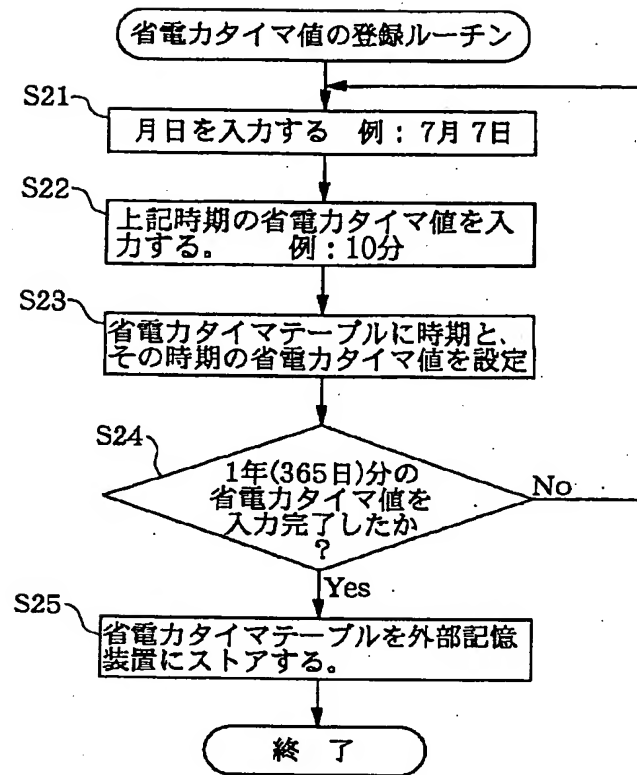 省電力タイマ値の登録ルーチン
S21
月日を入力する 例：7月7日
S22
上記時期の省電力タイマ値を入
力する。 例：10分
S23
省電力タイマテーブルに時期と、
その時期の省電力タイマ値を設定
S24
1年(365日)分の
省電力タイマ値を
入力完了したか
?
No
Yes
S25
省電力タイマテーブルを外部記憶
装置にストアする。
終 了